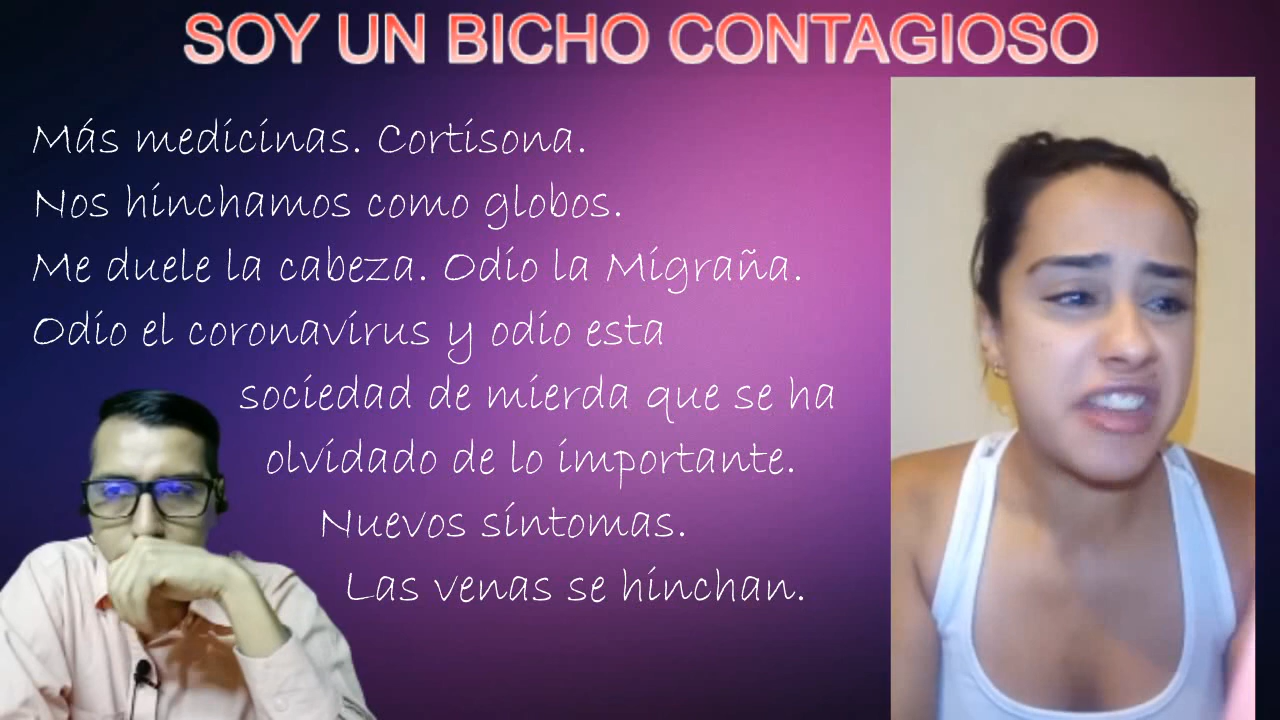 SOY UN BICHO CONTAGIOSO
Más medicinas. Cortisona.
Nos hinchamos como globos.
Me duele la cabeza. Odio la Migraña.
Odio el coronavirus y odio esta
sociedad de mierda que se ha
olvidado de lo importante.
Nuevos síntomas.
Las venas se hinchan.